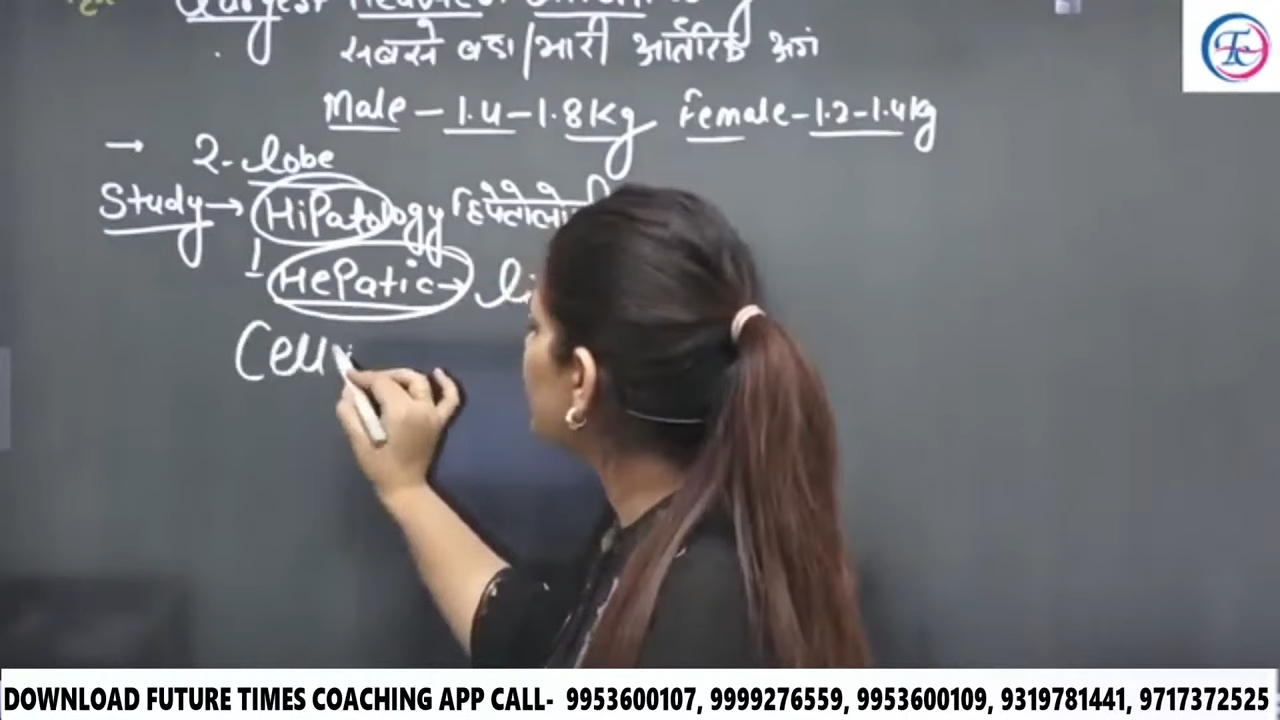 Largest
सबसे बडा/भारी आंतरिक अंग
Male - 1.4-1.8Kg Female-1.2-1.4Kg
→ 2- lobe
Study → HiPatology
HePatic →
Cell
DOWNLOAD FUTURE TIMES COACHING APP CALL- 9953600107, 9999276559, 9953600109, 9319781441, 9717372525